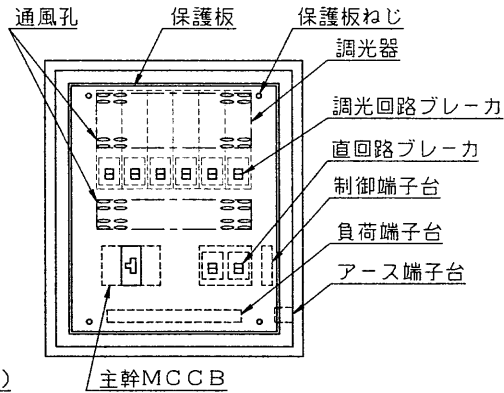 通風孔
保護板
保護板ねじ
調光器
調光回路ブレーカ
直回路ブレーカ
制御端子台
負荷端子台
アース端子台
)
主幹MCCB